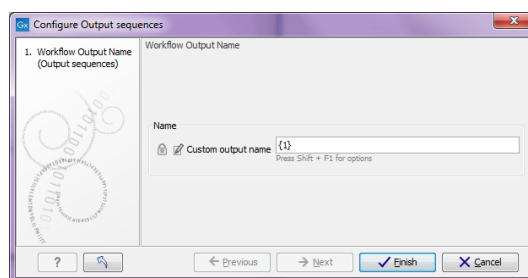 Gx Configure Output sequences
X
1. Workflow Output Name
(Output sequences)
Workflow Output Name
Name
Custom output name
{1}
Press Shift + F1 for options
?
Previous
Next
Finish
Cancel